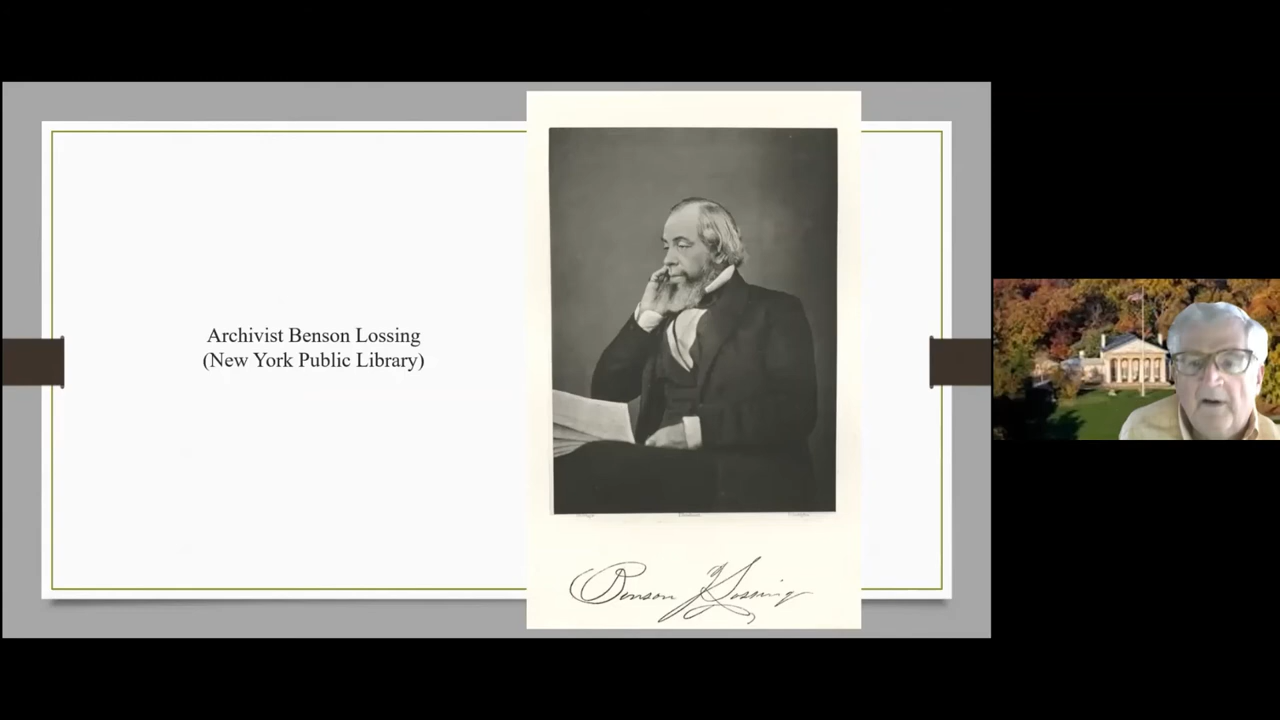 Archivist Benson Lossing
(New York Public Library)
Benson J Lossing